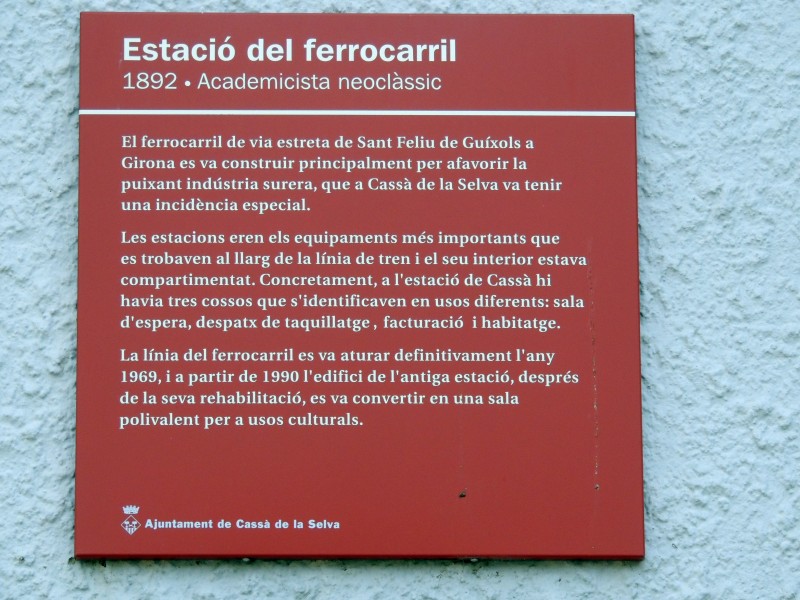 Estació del ferrocarril
1892 • Academicista neoclàssic
El ferrocarril de via estreta de Sant Feliu de Guíxols a
Girona es va construir principalment per afavorir la
puixant indústria surera, que a Cassà de la Selva va tenir
una incidència especial.
Les estacions eren els equipaments més importants que
es trobaven al llarg de la línia de tren i el seu interior estava
compartimentat. Concretament, a l'estació de Cassà hi
havia tres cossos que s'identificaven en usos diferents: sala
d'espera, despatx de taquillatge , facturació i habitatge.
La línia del ferrocarril es va aturar definitivament l'any
1969, i a partir de 1990 l'edifici de l'antiga estació, després
de la seva rehabilitació, es va convertir en una sala
polivalent per a usos culturals.
Ajuntament de Cassà de la Selva